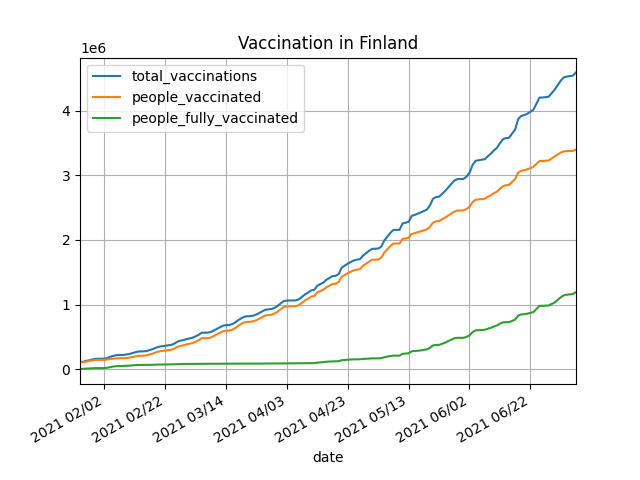 Vaccination in Finland
1e6
total_vaccinations
people_vaccinated
people_fully_vaccinated
4
3
2
1
0
2021 02/02
2021 02/22
2021 03/14
2021 04/03
2021 04/23
2021 05/13
2021 06/02
2021 06/22
date